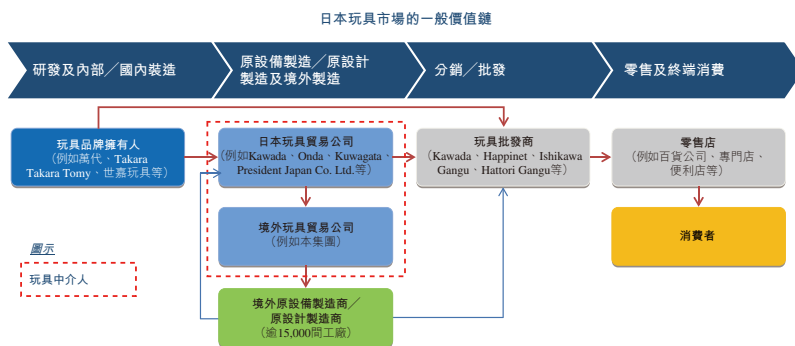 日本玩具市場的一般價值鏈
研發及內部／國內裝造
原設備製造／原設計
製造及境外製造
分銷／批發
零售及終端消費
玩具品牌擁有人
（例如萬代、Takara
Takara Tomy、世嘉玩具等）
日本玩具貿易公司
（例如Kawada、Onda、Kuwagata、
President Japan Co. Ltd.等）
玩具批發商
（Kawada、Happinet、Ishikawa
Gangu、Hattori Gangu等）
零售店
（例如百貨公司、專門店、
便利店等）
境外玩具貿易公司
（例如本集團）
消費者
圖示
玩具中介人
境外原設備製造商／
原設計製造商
（逾15,000間工廠）